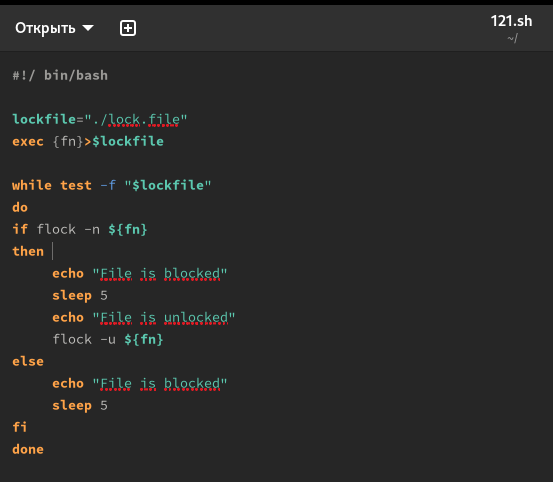 Открыть
121.sh
~/
#!/ bin/bash
lockfile="./lock.file"
exec {fn}>$lockfile
while test -f "$lockfile"
do
if flock -n ${fn}
then
echo "File is blocked"
sleep 5
echo "File is unlocked"
flock -u ${fn}
else
echo "File is blocked"
sleep 5
fi
done